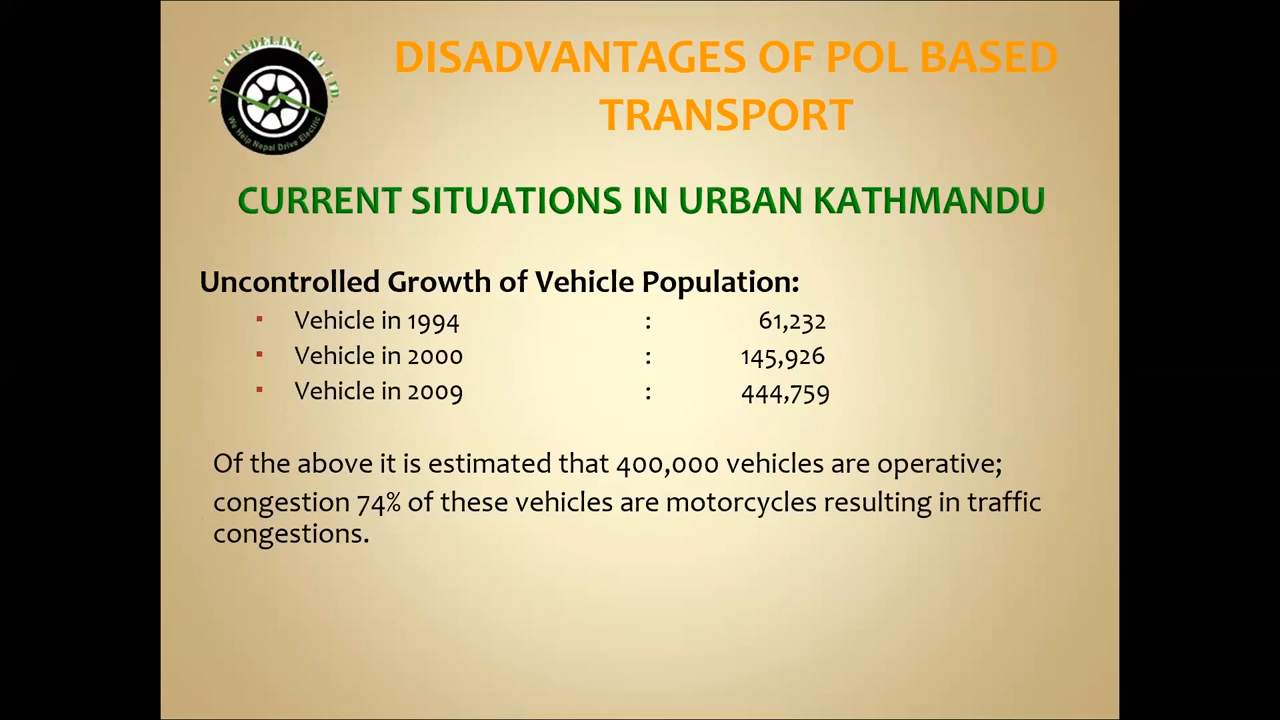 DISADVANTAGES OF POL BASED
TRANSPORT
We Help Nepal Drive Electric
CURRENT SITUATIONS IN URBAN KATHMANDU
Uncontrolled Growth of Vehicle Population:
Vehicle in 1994 : 61,232
Vehicle in 2000 : 145,926
Vehicle in 2009 : 444,759
Of the above it is estimated that 400,000 vehicles are operative;
congestion 74% of these vehicles are motorcycles resulting in traffic
congestions.